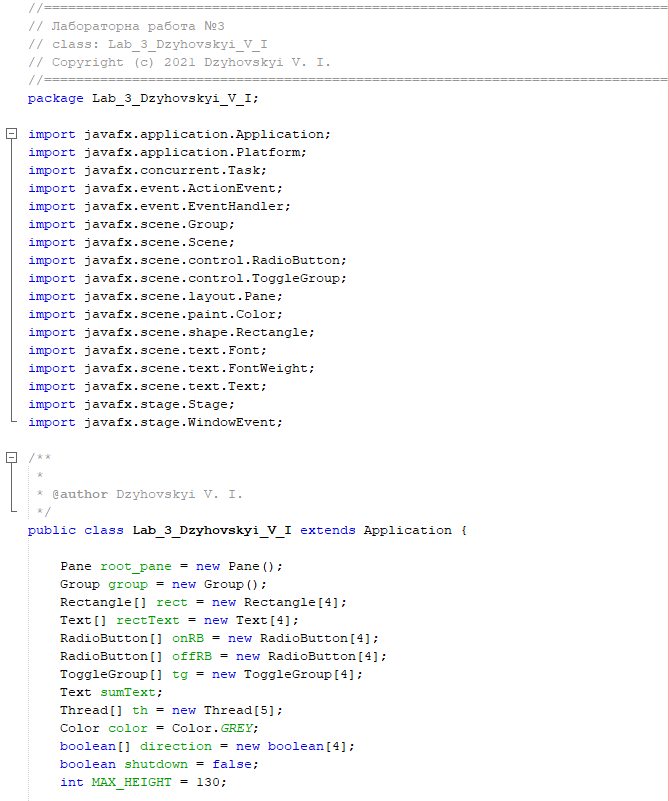 //==============================================================================
// Лабораторна работа №3
// class: Lab_3_Dzyhovskyi_V_I
// Copyright (c) 2021 Dzyhovskyi V. I.
//==============================================================================
package Lab_3_Dzyhovskyi_V_I;
import javafx.application.Application;
import javafx.application.Platform;
import javafx.concurrent.Task;
import javafx.event.ActionEvent;
import javafx.event.EventHandler;
import javafx.scene.Group;
import javafx.scene.Scene;
import javafx.scene.control.RadioButton;
import javafx.scene.control.ToggleGroup;
import javafx.scene.layout.Pane;
import javafx.scene.paint.Color;
import javafx.scene.shape.Rectangle;
import javafx.scene.text.Font;
import javafx.scene.text.FontWeight;
import javafx.scene.text.Text;
import javafx.stage.Stage;
import javafx.stage.WindowEvent;
/**
 *
 * @author Dzyhovskyi V. I.
 */
public class Lab_3_Dzyhovskyi_V_I extends Application {
    Pane root_pane = new Pane();
    Group group = new Group();
    Rectangle[] rect = new Rectangle[4];
    Text[] rectText = new Text[4];
    RadioButton[] onRB = new RadioButton[4];
    RadioButton[] offRB = new RadioButton[4];
    ToggleGroup[] tg = new ToggleGroup[4];
    Text sumText;
    Thread[] th = new Thread[5];
    Color color = Color.GREY;
    boolean[] direction = new boolean[4];
    boolean shutdown = false;
    int MAX_HEIGHT = 130;